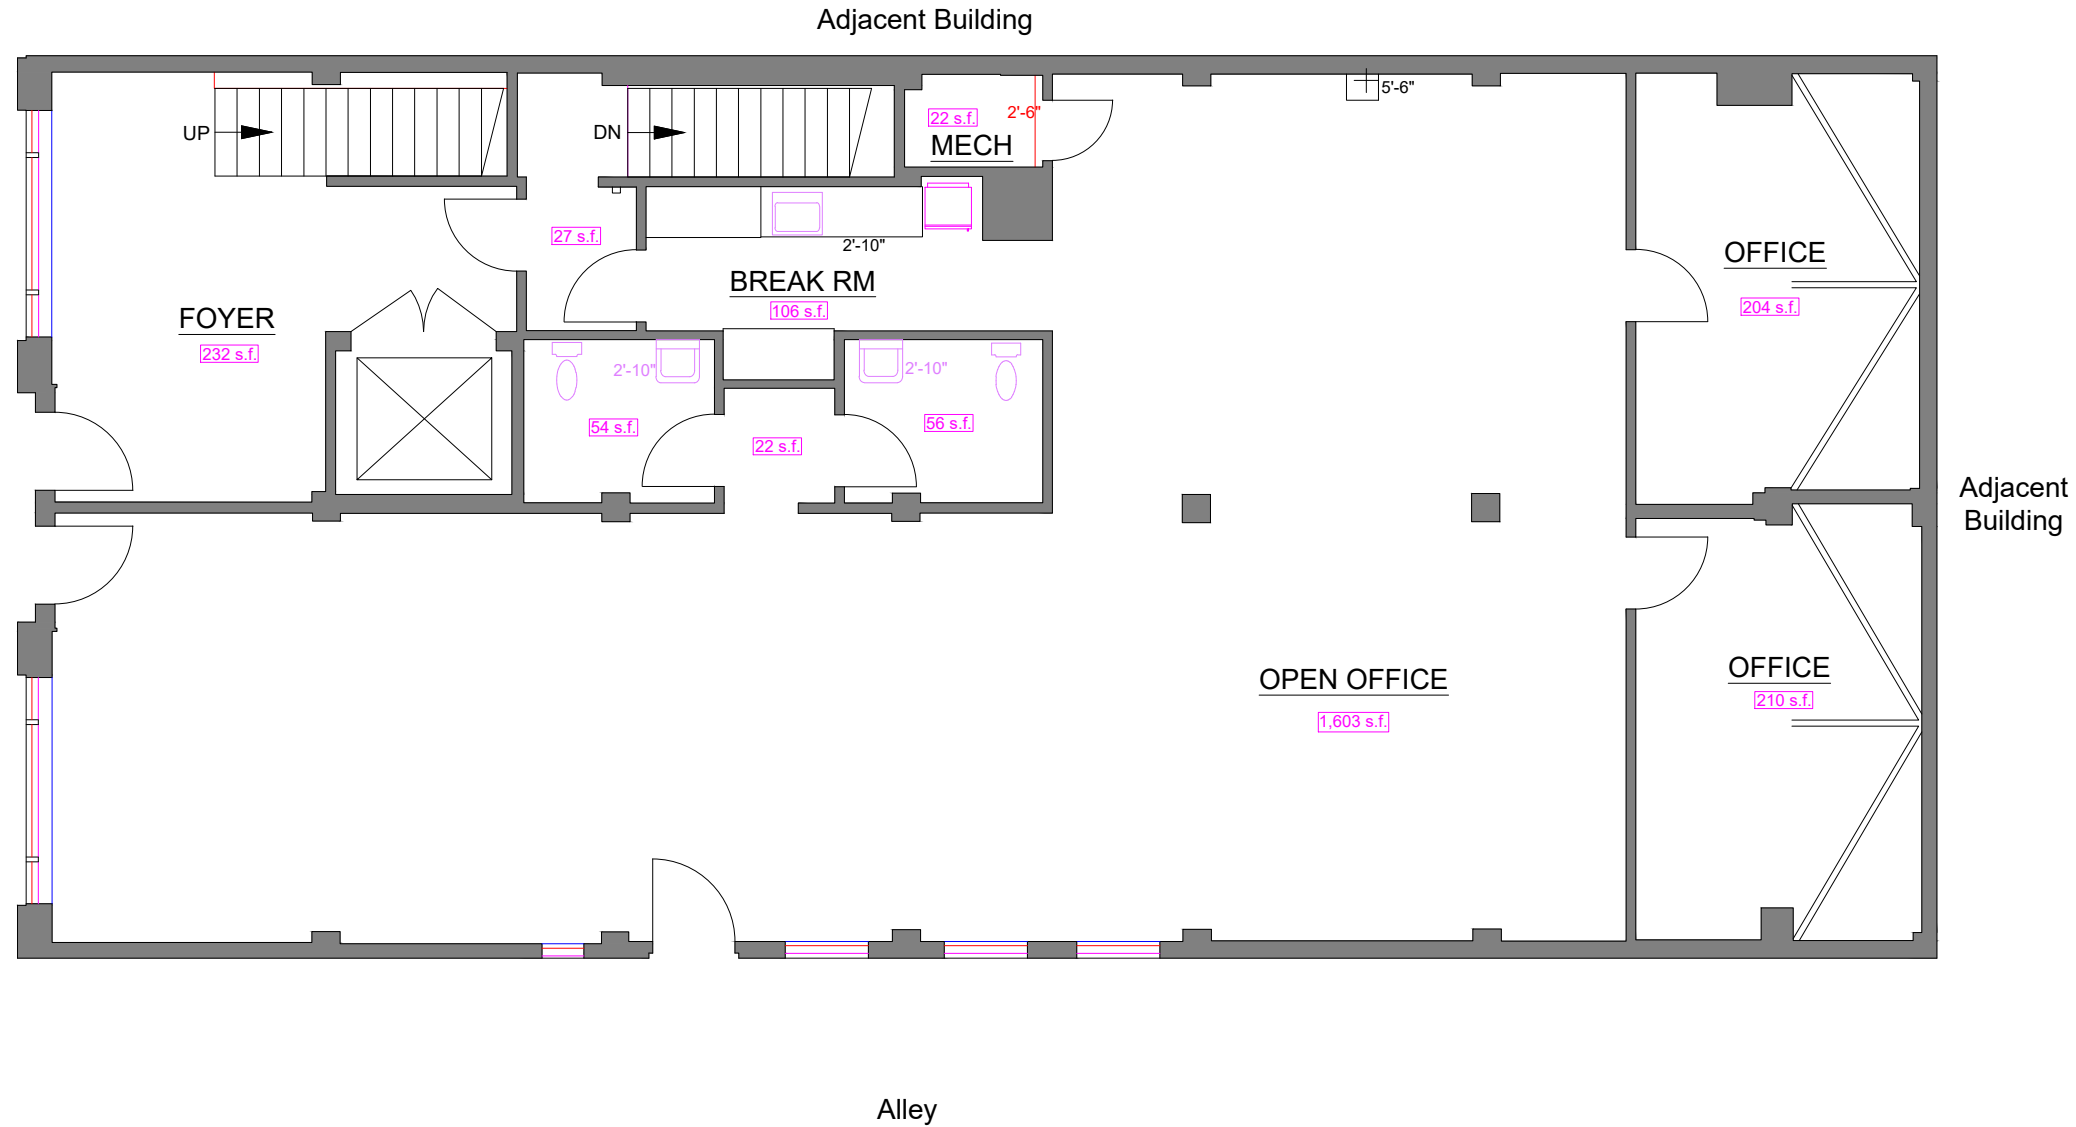 Adjacent Building
UP
DN
22 s.f.
2'-6"
MECH
5'-6"
27 s.f.
2'-10"
BREAK RM
106 s.f.
FOYER
232 s.f.
OFFICE
204 s.f.
2'-10"
2'-10"
54 s.f.
56 s.f.
22 s.f.
Adjacent
Building
OPEN OFFICE
1,603 s.f.
OFFICE
210 s.f.
Alley